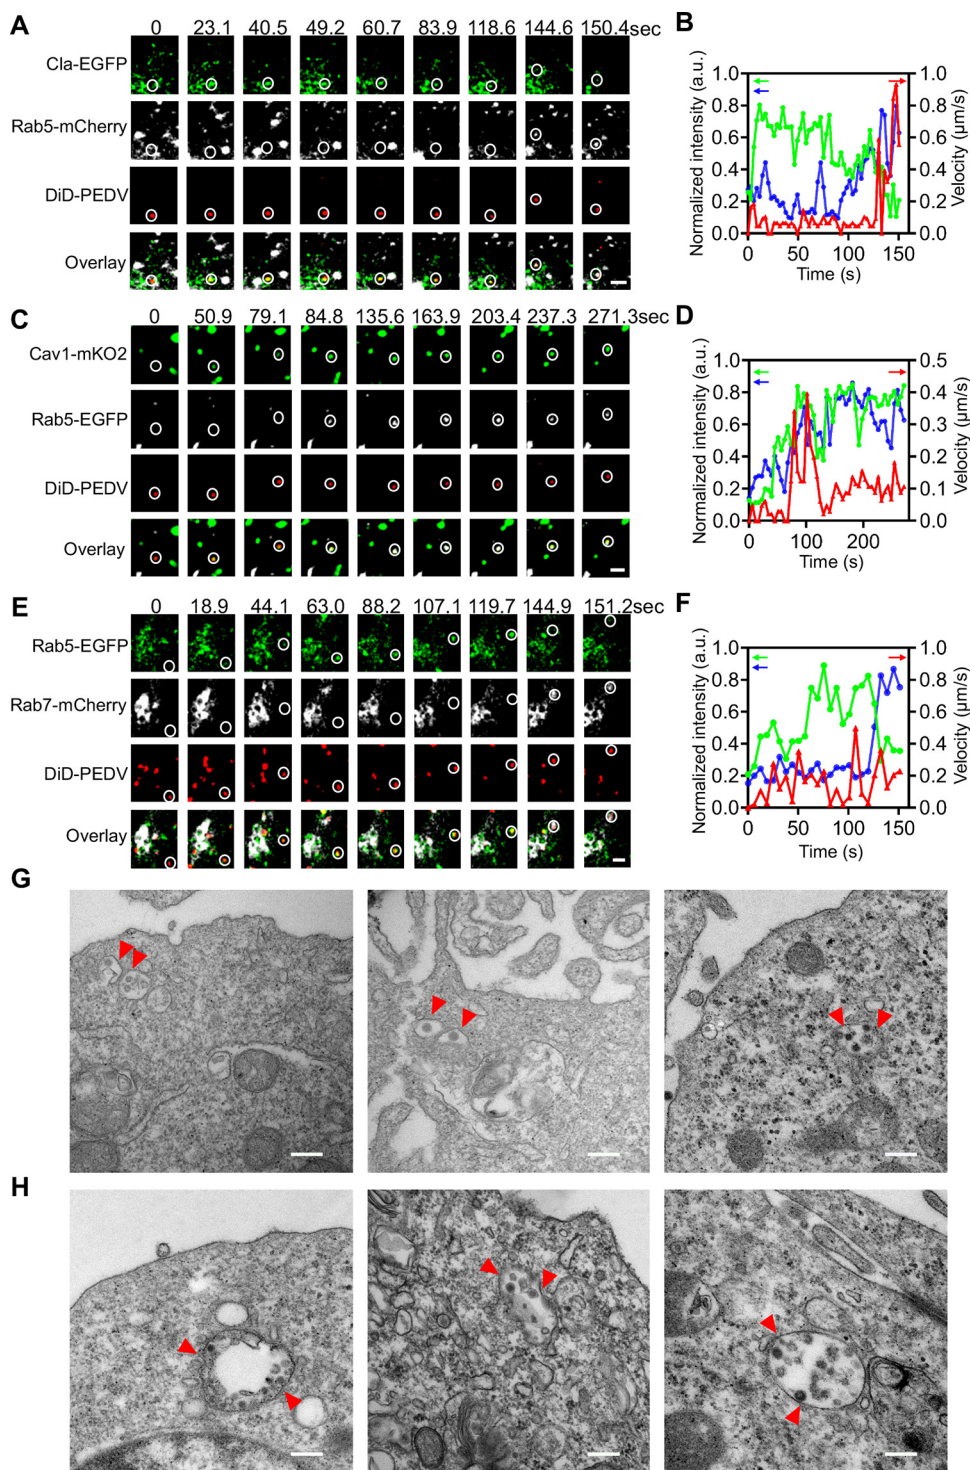 A
0 23.1 40.5 49.2 60.7 83.9 118.6 144.6 150.4sec
Cla-EGFP
Rab5-mCherry
DiD-PEDV
Overlay
B
Normalized intensity (a.u.)
1.0
0.8
0.6
0.4
0.2
0.0
0 50 100 150
Time (s)
1.0
0.8
0.6
0.4
0.2
0.0
Velocity (µm/s)
C
0 50.9 79.1 84.8 135.6 163.9 203.4 237.3 271.3sec
Cav1-mKO2
Rab5-EGFP
DiD-PEDV
Overlay
D
Normalized intensity (a.u.)
1.0
0.8
0.6
0.4
0.2
0.0
0 100 200
Time (s)
0.5
0.4
0.3
0.2
0.1
0.0
Velocity (µm/s)
E
0 18.9 44.1 63.0 88.2 107.1 119.7 144.9 151.2sec
Rab5-EGFP
Rab7-mCherry
DiD-PEDV
Overlay
F
Normalized intensity (a.u.)
1.0
0.8
0.6
0.4
0.2
0.0
0 50 100 150
Time (s)
1.0
0.8
0.6
0.4
0.2
0.0
Velocity (µm/s)
G
H